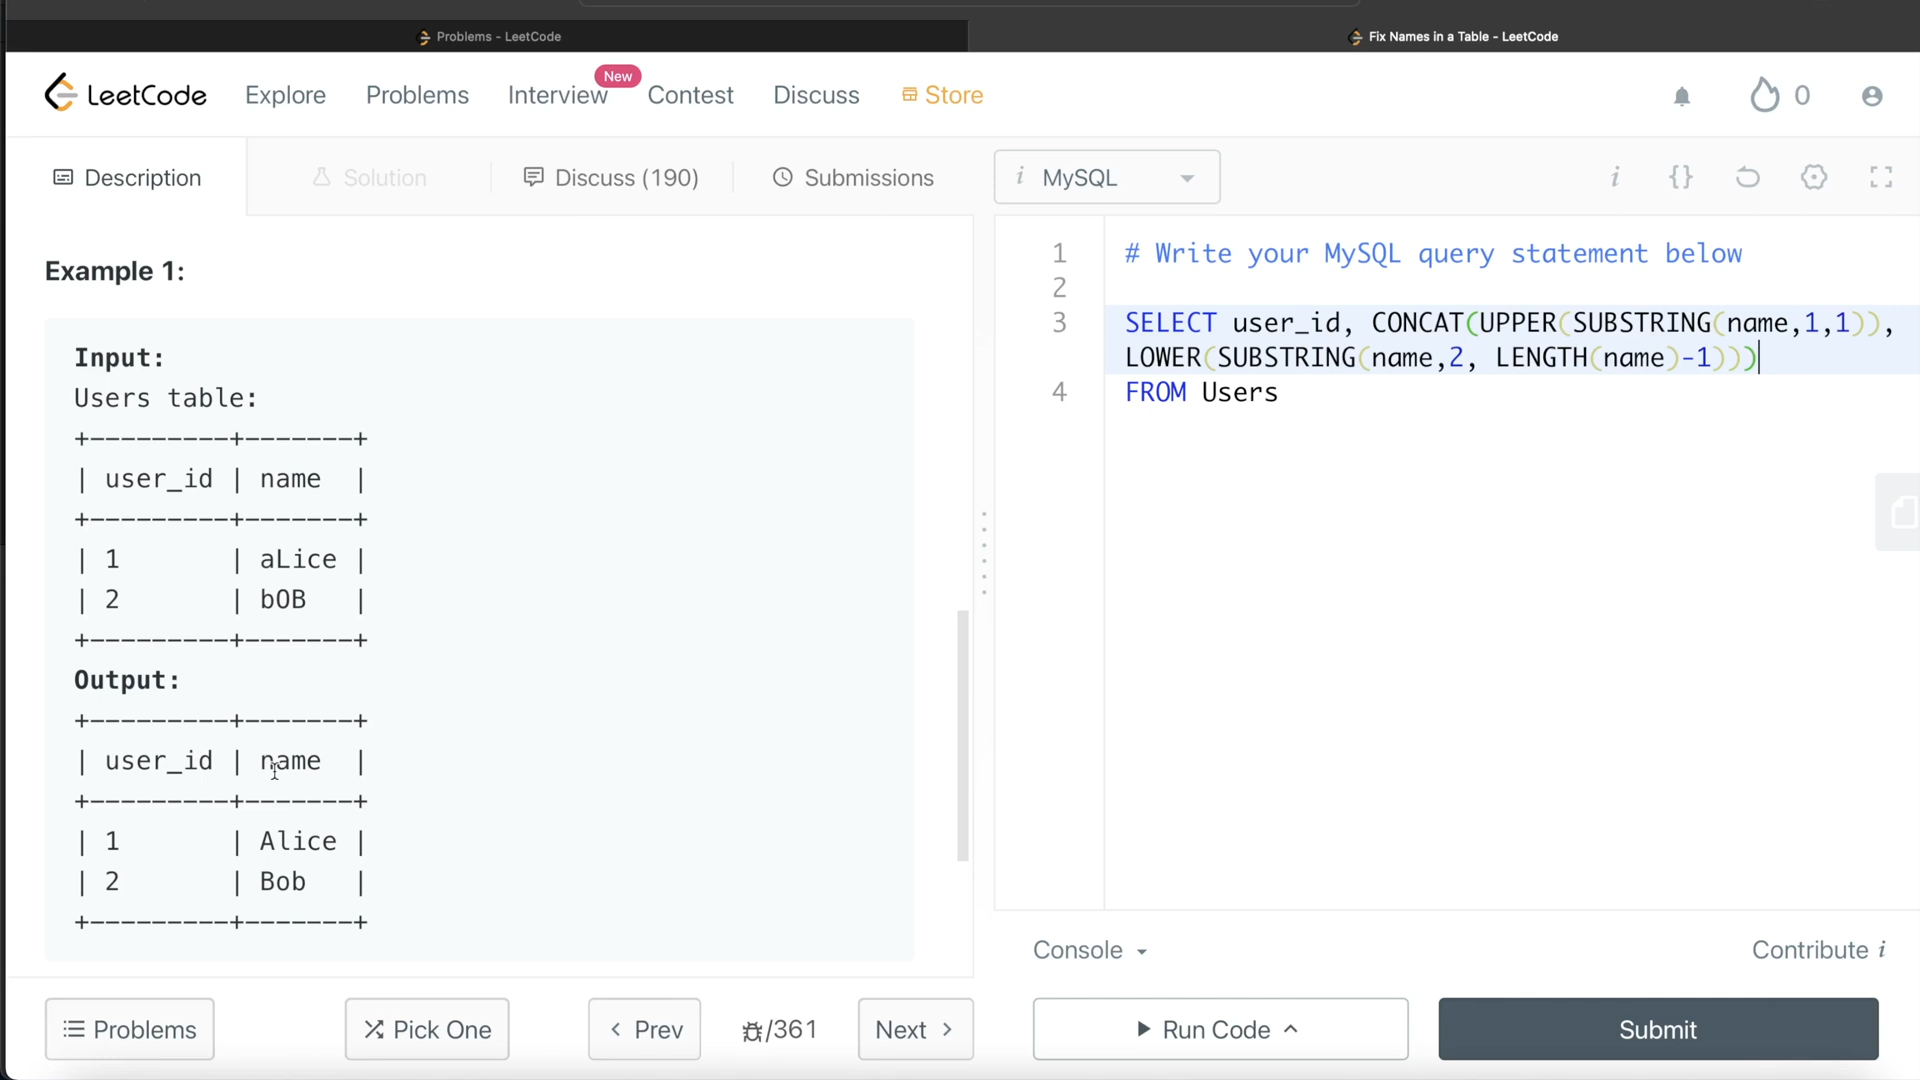 Problems - LeetCode
Fix Names in a Table - LeetCode
LeetCode
Explore
Problems
Interview
New
Contest
Discuss
Store
0
Description
Solution
Discuss (190)
Submissions
i MySQL
i
{}
Example 1:
Input:
Users table:
+---------+-------+
| user_id | name  |
+---------+-------+
| 1       | aLice |
| 2       | bOB   |
+---------+-------+
Output:
+---------+-------+
| user_id | name  |
+---------+-------+
| 1       | Alice |
| 2       | Bob   |
+---------+-------+
1 # Write your MySQL query statement below
2
3 SELECT user_id, CONCAT(UPPER(SUBSTRING(name,1,1)),
LOWER(SUBSTRING(name,2, LENGTH(name)-1)))
4 FROM Users
Console
Contribute i
Problems
Pick One
Prev
/361
Next
Run Code
Submit